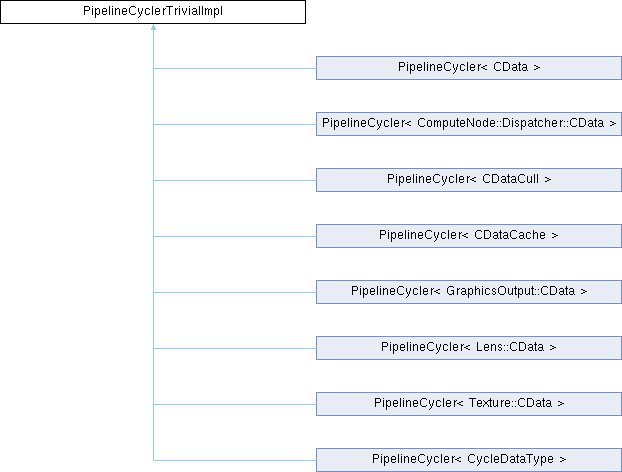 PipelineCyclerTrivialImpl
PipelineCycler< CData >
PipelineCycler< ComputeNode::Dispatcher::CData >
PipelineCycler< CDataCull >
PipelineCycler< CDataCache >
PipelineCycler< GraphicsOutput::CData >
PipelineCycler< Lens::CData >
PipelineCycler< Texture::CData >
PipelineCycler< CycleDataType >